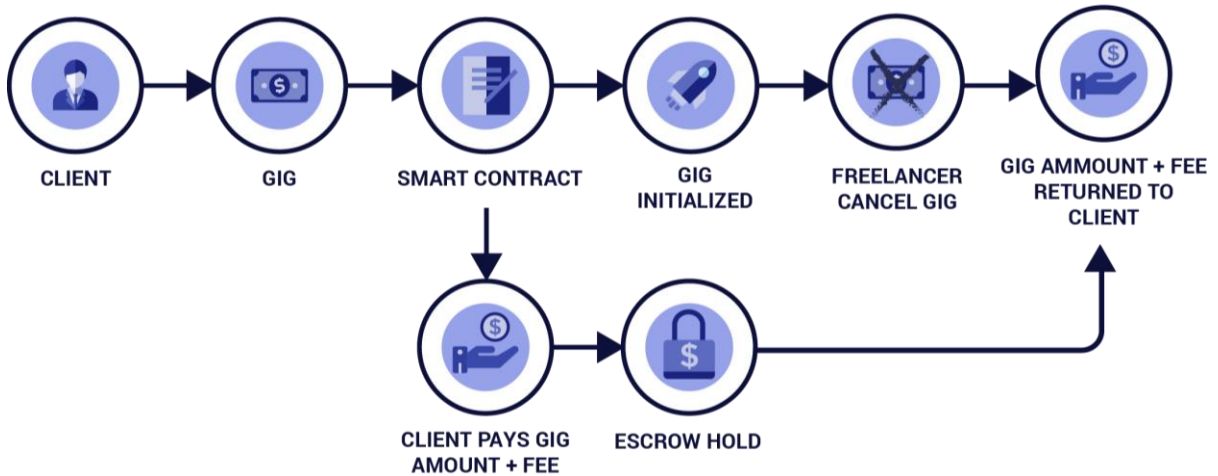 CLIENT
GIG
SMART CONTRACT
GIG
INITIALIZED
FREELANCER
CANCEL GIG
GIG AMMOUNT + FEE
RETURNED TO
CLIENT
CLIENT PAYS GIG
AMOUNT + FEE
ESCROW HOLD